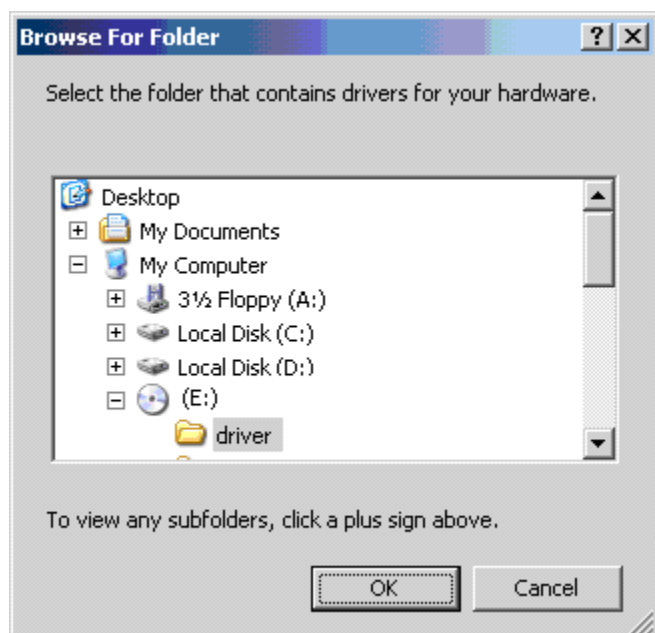 Browse For Folder
Select the folder that contains drivers for your hardware.
Desktop
My Documents
My Computer
3½ Floppy (A:)
Local Disk (C:)
Local Disk (D:)
(E:)
driver
To view any subfolders, click a plus sign above.
OK Cancel